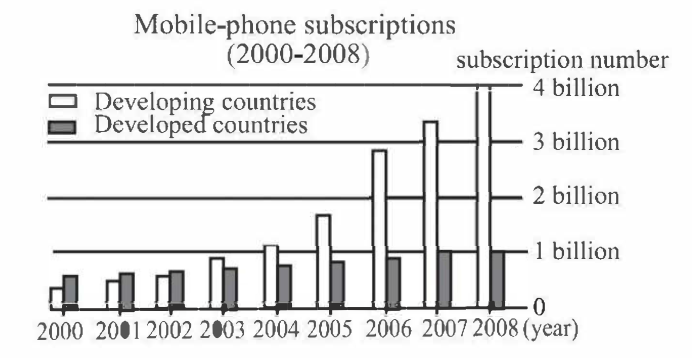 Mobile-phone subscriptions
(2000-2008)
subscription number
Developing countries
Developed countries
4 billion
3 billion
2 billion
1 billion
0
2000 2001 2002 2003 2004 2005 2006 2007 2008 (year)